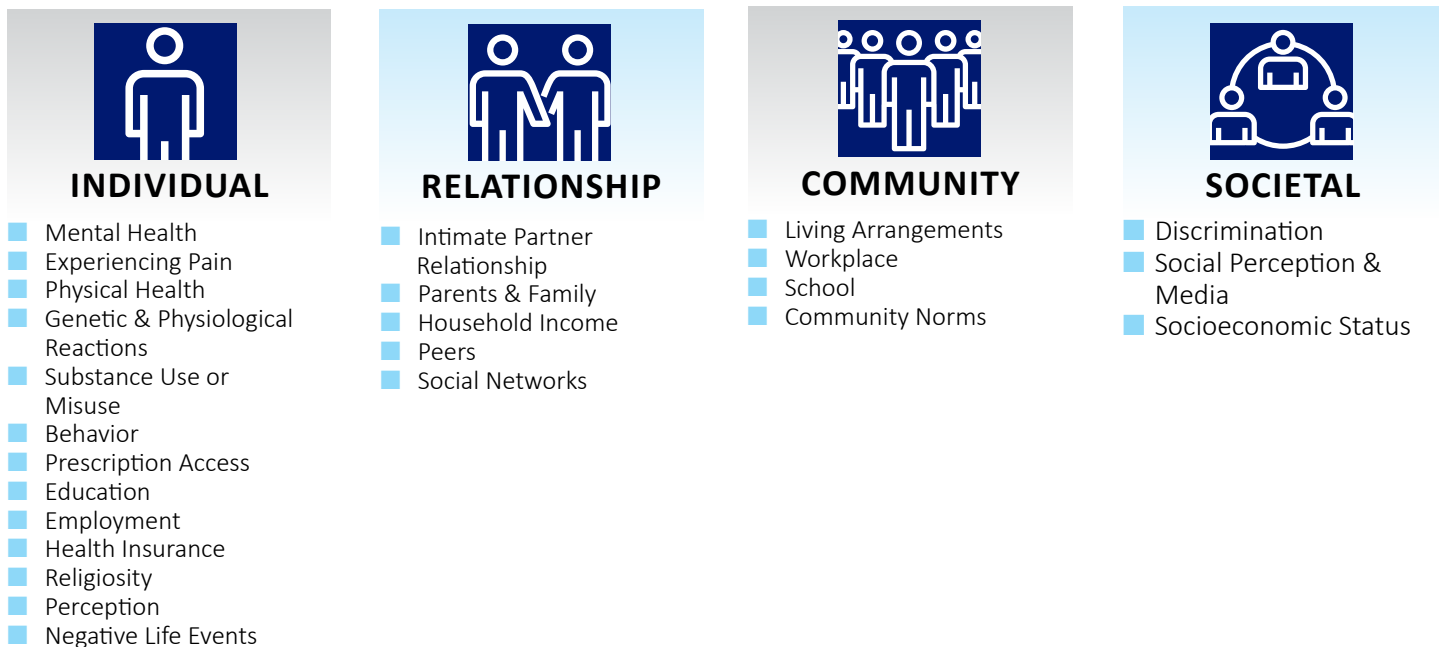 INDIVIDUAL
Mental Health
Experiencing Pain
Physical Health
Genetic & Physiological
Reactions
Substance Use or
Misuse
Behavior
Prescription Access
Education
Employment
Health Insurance
Religiosity
Perception
Negative Life Events
RELATIONSHIP
Intimate Partner
Relationship
Parents & Family
Household Income
Peers
Social Networks
COMMUNITY
Living Arrangements
Workplace
School
Community Norms
SOCIETAL
Discrimination
Social Perception &
Media
Socioeconomic Status